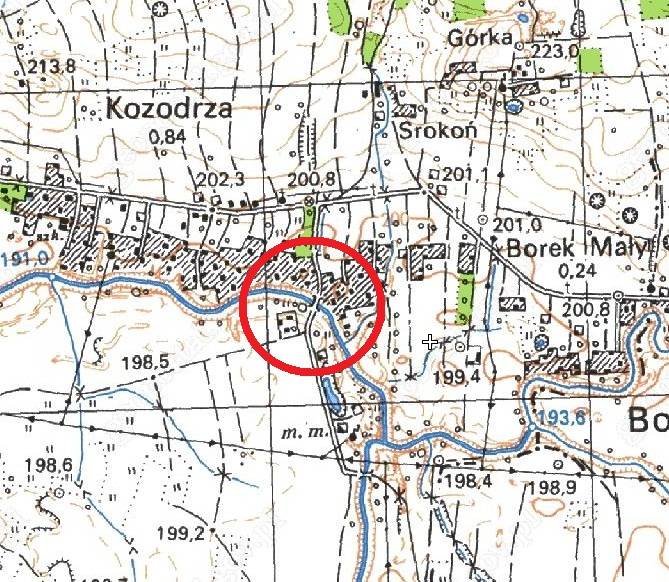 Górka
223,0
213,8
Kozodrza
0,84
Srokoń
202,3
200,8
201,1
201,0
Borek Mały
0,24
191.0
200,8
198,5
199,4
193,6
Bo
m. m.
198,6
198,4
198,9
199,2